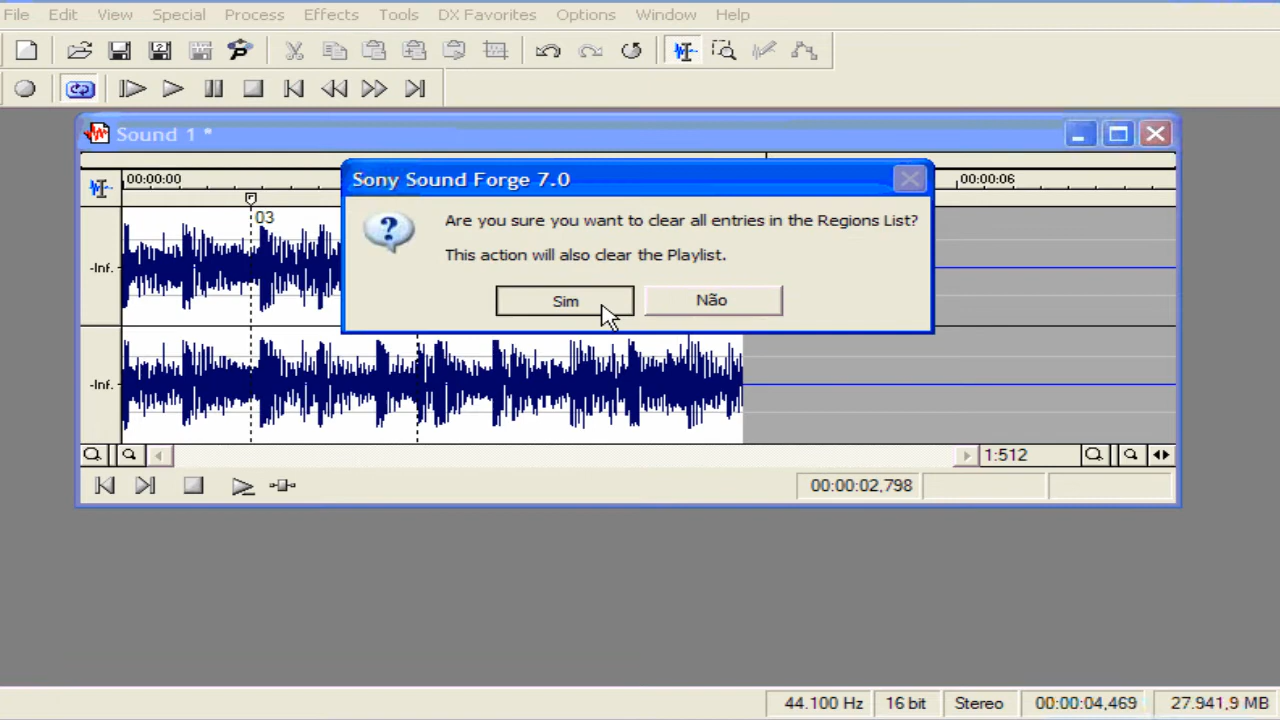 File Edit View Special Process Effects Tools DX Favorites Options Window Help
Sound 1 *
Sony Sound Forge 7.0
00:00:00
00:00:06
03
Are you sure you want to clear all entries in the Regions List?
This action will also clear the Playlist.
-Inf.
Sim Não
-Inf.
1:512
00:00:02,798
44.100 Hz 16 bit Stereo 00:00:04,469 27.941,9 MB